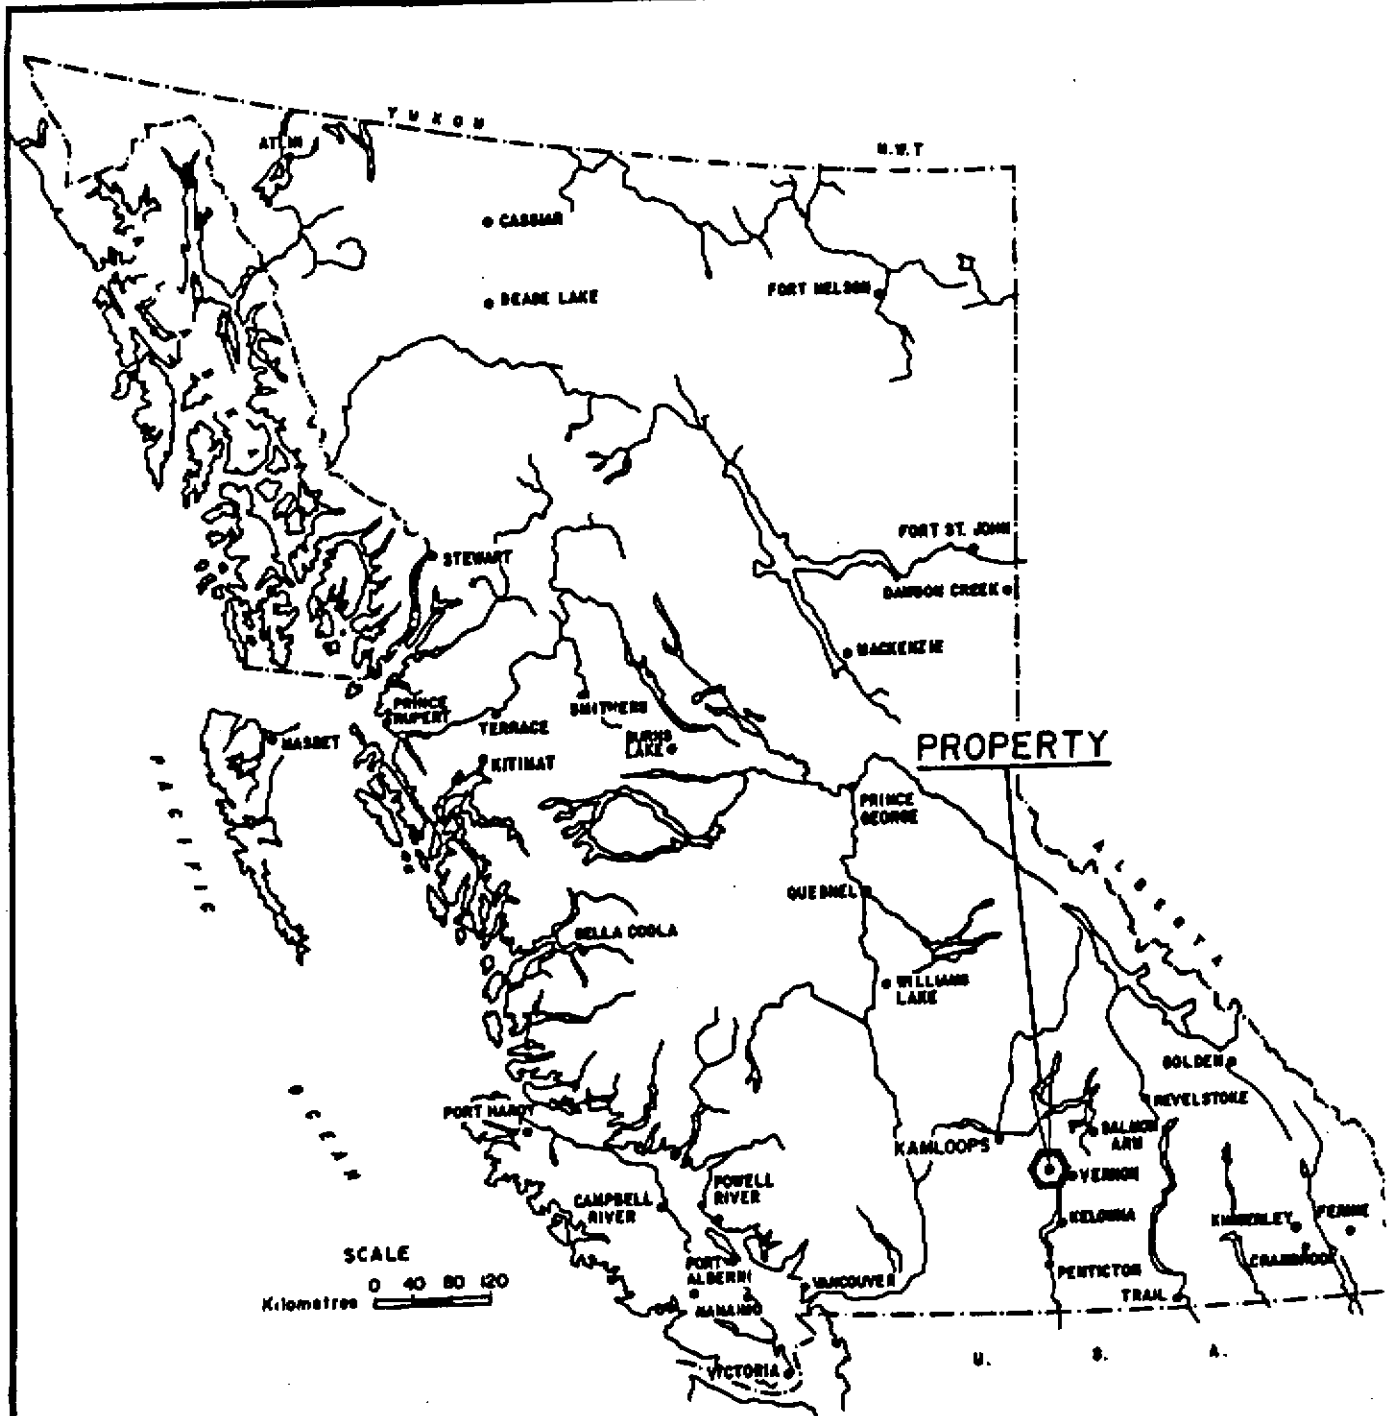 YUKON
N.W.T
ATLIN
CASSIAR
DEASE LAKE
FORT NELSON
FORT ST. JOHN
STEWART
DAWSON CREEK
MACKENZIE
PRINCE
RUPERT
TERRACE
SMITHERS
BURNS
LAKE
MASSET
KITIMAT
PROPERTY
PRINCE
GEORGE
PACIFIC
ALBERTA
QUESNEL
BELLA COOLA
WILLIAMS
LAKE
GOLDEN
OCEAN
PORT HARDY
REVELSTOKE
KAMLOOPS
SALMON
ARM
VERNON
POWELL
RIVER
CAMPBELL
RIVER
KELOWNA
KIMBERLEY
FERNIE
SCALE
0 40 80 120
Kilometres
PORT
ALBERNI
CRANBROOK
PENTICTON
VANCOUVER
NANAIMO
TRAIL
U. S. A.
VICTORIA